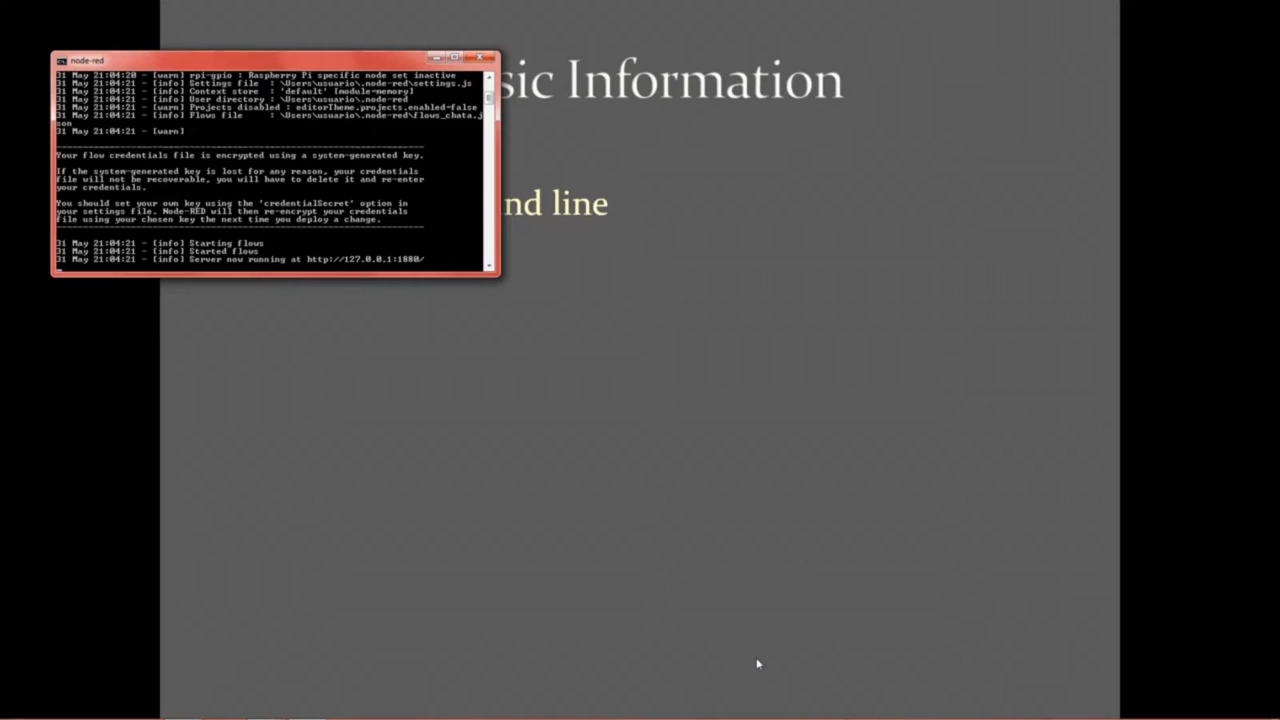 node-red
sic Information
31 May 21:04:20 - [warn] rpi-gpio : Raspberry Pi specific node set inactive
31 May 21:04:21 - [info] Settings file  : \Users\usuario\.node-red\settings.js
31 May 21:04:21 - [info] Context store  : 'default' [module=memory]
31 May 21:04:21 - [info] User directory : \Users\usuario\.node-red
31 May 21:04:21 - [warn] Projects disabled : editorTheme.projects.enabled=false
31 May 21:04:21 - [info] Flows file     : \Users\usuario\.node-red\flows_chata.j
son
31 May 21:04:21 - [warn]
Your flow credentials file is encrypted using a system-generated key.
If the system-generated key is lost for any reason, your credentials
file will not be recoverable, you will have to delete it and re-enter
your credentials.
You should set your own key using the 'credentialSecret' option in
your settings file. Node-RED will then re-encrypt your credentials
file using your chosen key the next time you deploy a change.
nd line
31 May 21:04:21 - [info] Starting flows
31 May 21:04:21 - [info] Started flows
31 May 21:04:21 - [info] Server now running at http://127.0.0.1:1880/